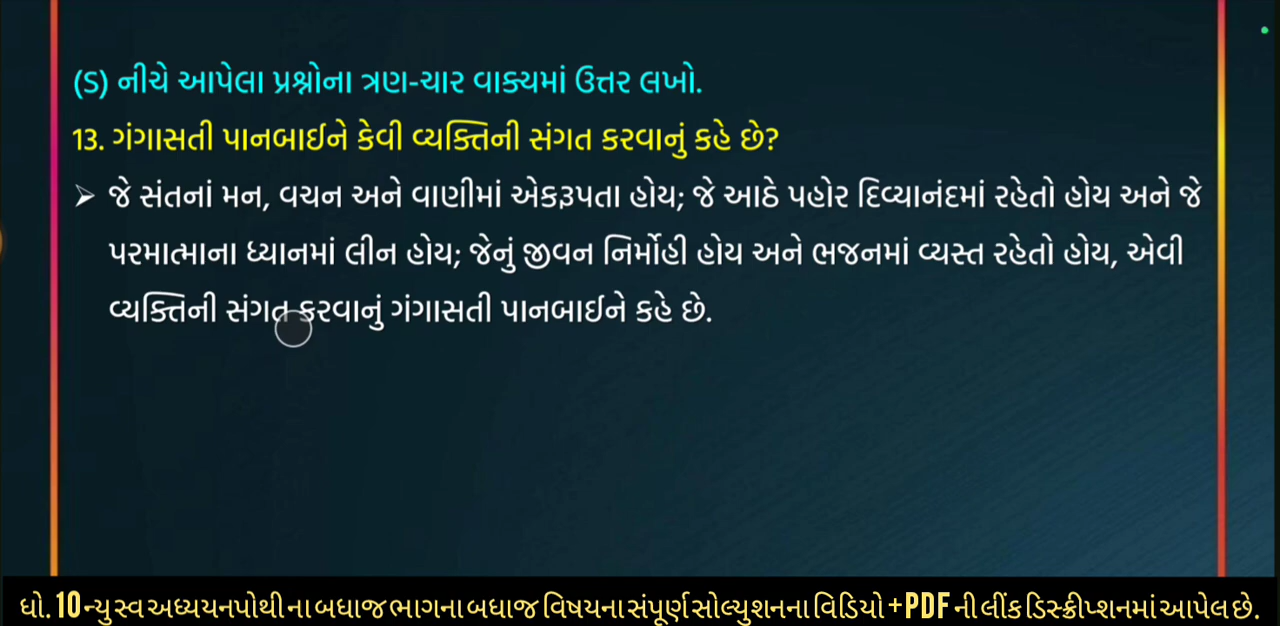 (S) નીચે આપેલા પ્રશ્નોના ત્રણ-ચાર વાક્યમાં ઉત્તર લખો.
13. ગંગાસતી પાનબાઈને કેવી વ્યક્તિની સંગત કરવાનું કહે છે?
➢ જે સંતનાં મન, વચન અને વાણીમાં એકરૂપતા હોય; જે આઠે પહોર દિવ્યાનંદમાં રહેતો હોય અને જે
પરમાત્માના ધ્યાનમાં લીન હોય; જેનું જીવન નિર્મોહી હોય અને ભજનમાં વ્યસ્ત રહેતો હોય, એવી
વ્યક્તિની સંગત કરવાનું ગંગાસતી પાનબાઈને કહે છે.
ધો. 10 ન્યુ સ્વ અધ્યયનપોથી ના બધાજ ભાગના બધાજ વિષયના સંપૂર્ણ સોલ્યુશનના વિડિયો + PDF ની લીંક ડિસ્ક્રીપ્શનમાં આપેલ છે.